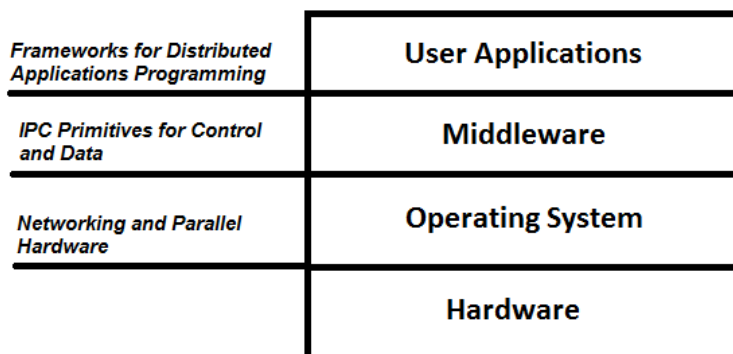 Frameworks for Distributed
Applications Programming
User Applications
IPC Primitives for Control
and Data
Middleware
Networking and Parallel
Hardware
Operating System
Hardware